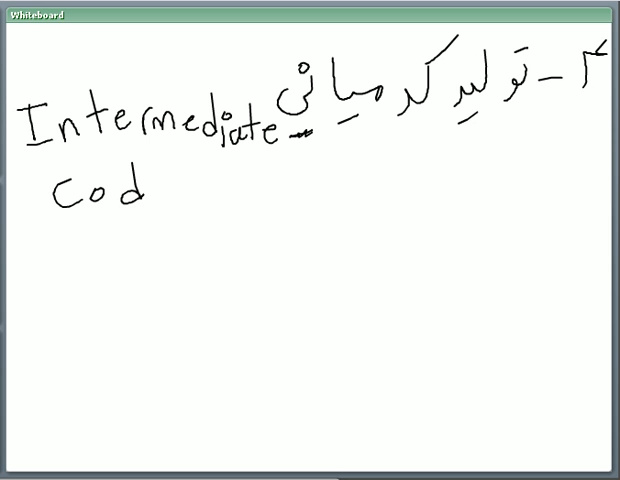 Whiteboard
۴- تولید کد میانی
Intermediate
Cod